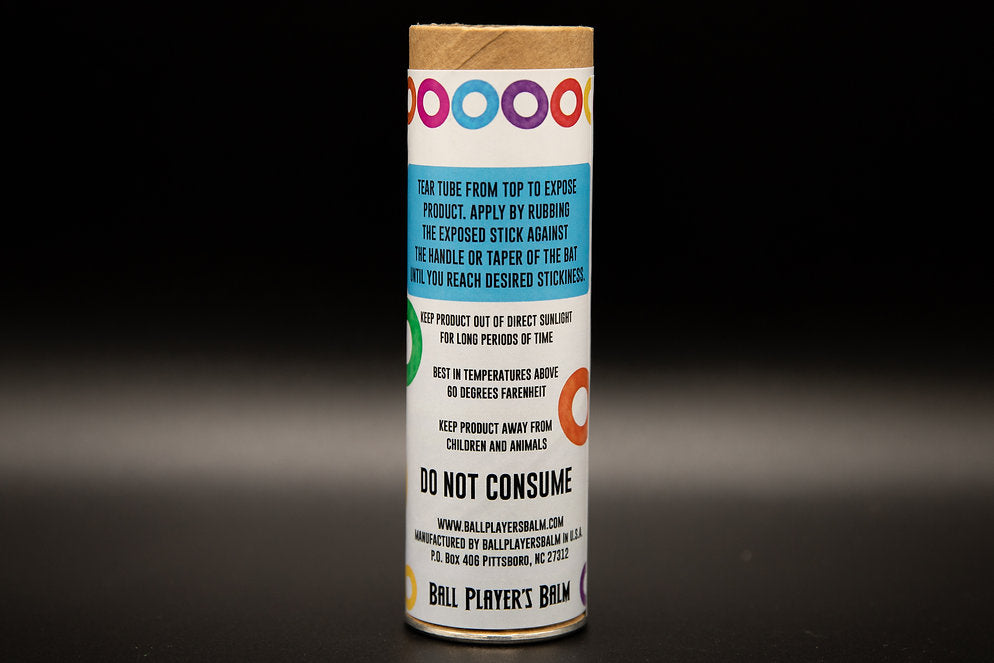 TEAR TUBE FROM TOP TO EXPOSE
PRODUCT. APPLY BY RUBBING
THE EXPOSED STICK AGAINST
THE HANDLE OR TAPER OF THE BAT
UNTIL YOU REACH DESIRED STICKINESS.
KEEP PRODUCT OUT OF DIRECT SUNLIGHT
FOR LONG PERIODS OF TIME
BEST IN TEMPERATURES ABOVE
60 DEGREES FARENHEIT
KEEP PRODUCT AWAY FROM
CHILDREN AND ANIMALS
DO NOT CONSUME
WWW.BALLPLAYERSBALM.COM
MANUFACTURED BY BALLPLAYERSBALM IN U.S.A.
P.O. BOX 406 PITTSBORO, NC 27312
BALL PLAYER'S BALM